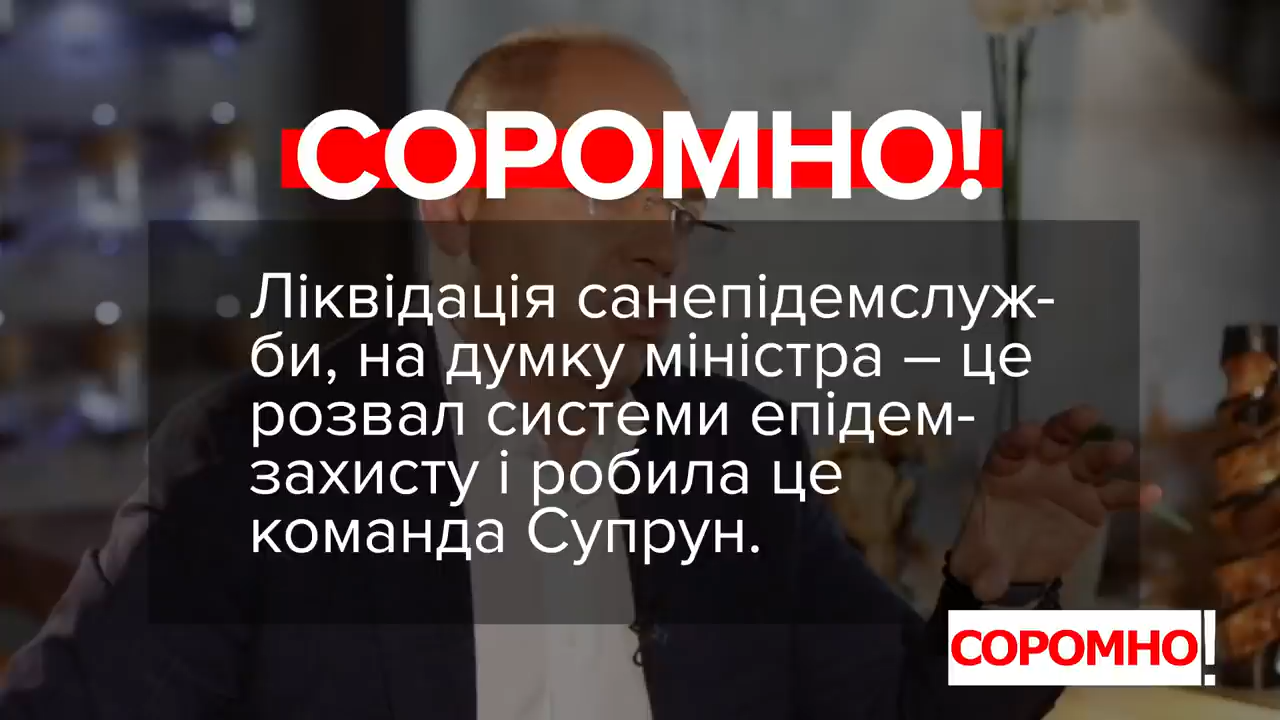 СОРОМНО!
Ліквідація санепідемслуж-
би, на думку міністра – це
розвал системи епідем-
захисту і робила це
команда Супрун.
СОРОМНО!